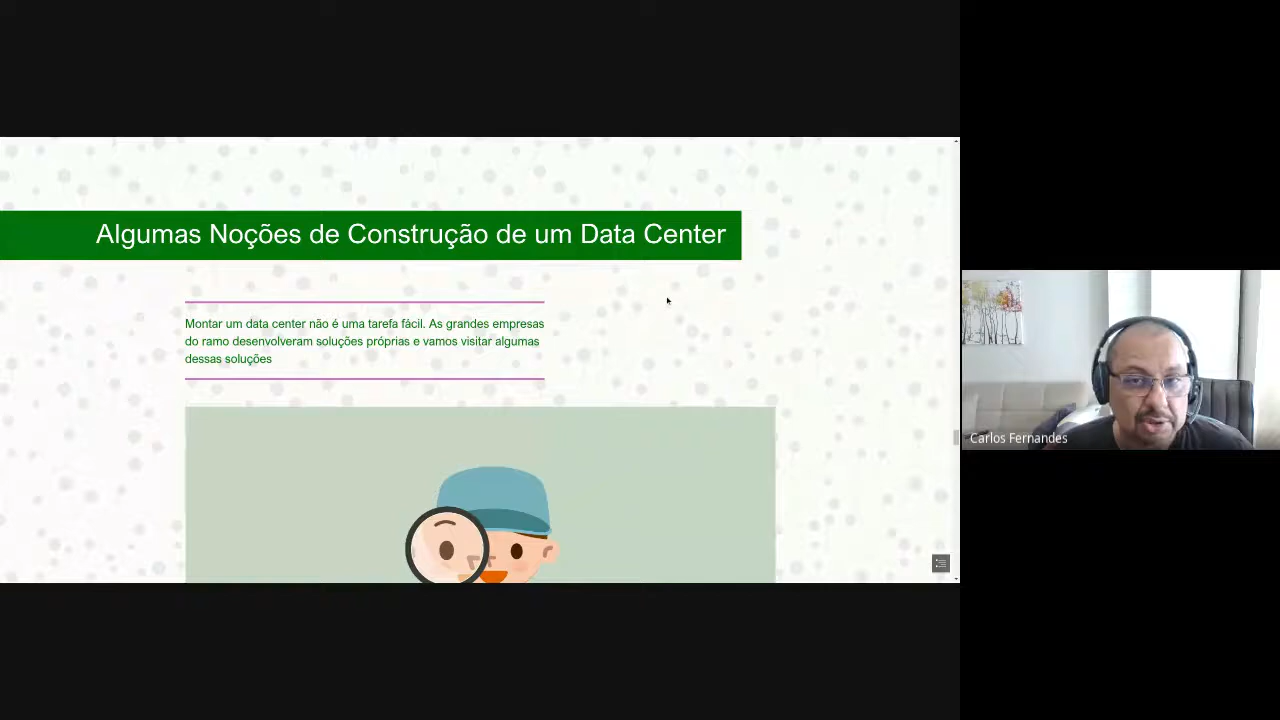 Algumas Noções de Construção de um Data Center
Montar um data center não é uma tarefa fácil. As grandes empresas
do ramo desenvolveram soluções próprias e vamos visitar algumas
dessas soluções
Carlos Fernandes